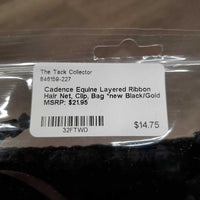 The Tack Collector
846159-227
Cadence Equine Layered Ribbon
Hair Net, Clip, Bag *new Black/Gold
MSRP: $21.95
$14.75
32FTWD